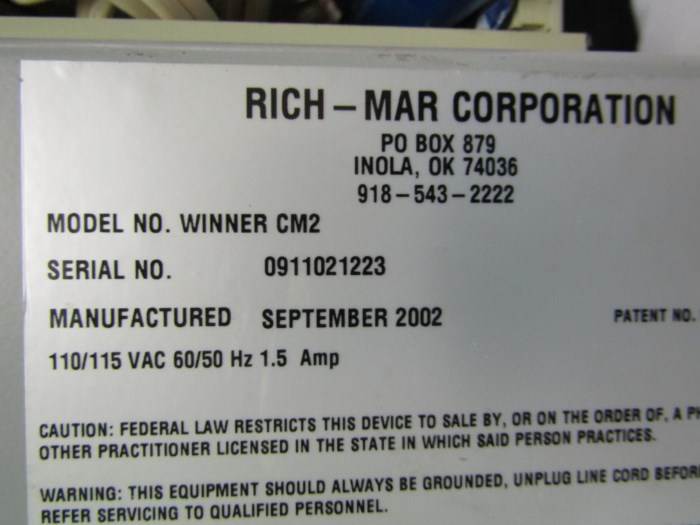 RICH – MAR CORPORATION
PO BOX 879
INOLA, OK 74036
918 – 543 – 2222
MODEL NO. WINNER CM2
SERIAL NO. 0911021223
MANUFACTURED SEPTEMBER 2002 PATENT NO.
110/115 VAC 60/50 Hz 1.5 Amp
CAUTION: FEDERAL LAW RESTRICTS THIS DEVICE TO SALE BY, OR ON THE ORDER OF, A
OTHER PRACTITIONER LICENSED IN THE STATE IN WHICH SAID PERSON PRACTICES.
WARNING: THIS EQUIPMENT SHOULD ALWAYS BE GROUNDED, UNPLUG LINE CORD
REFER SERVICING TO QUALIFIED PERSONNEL.